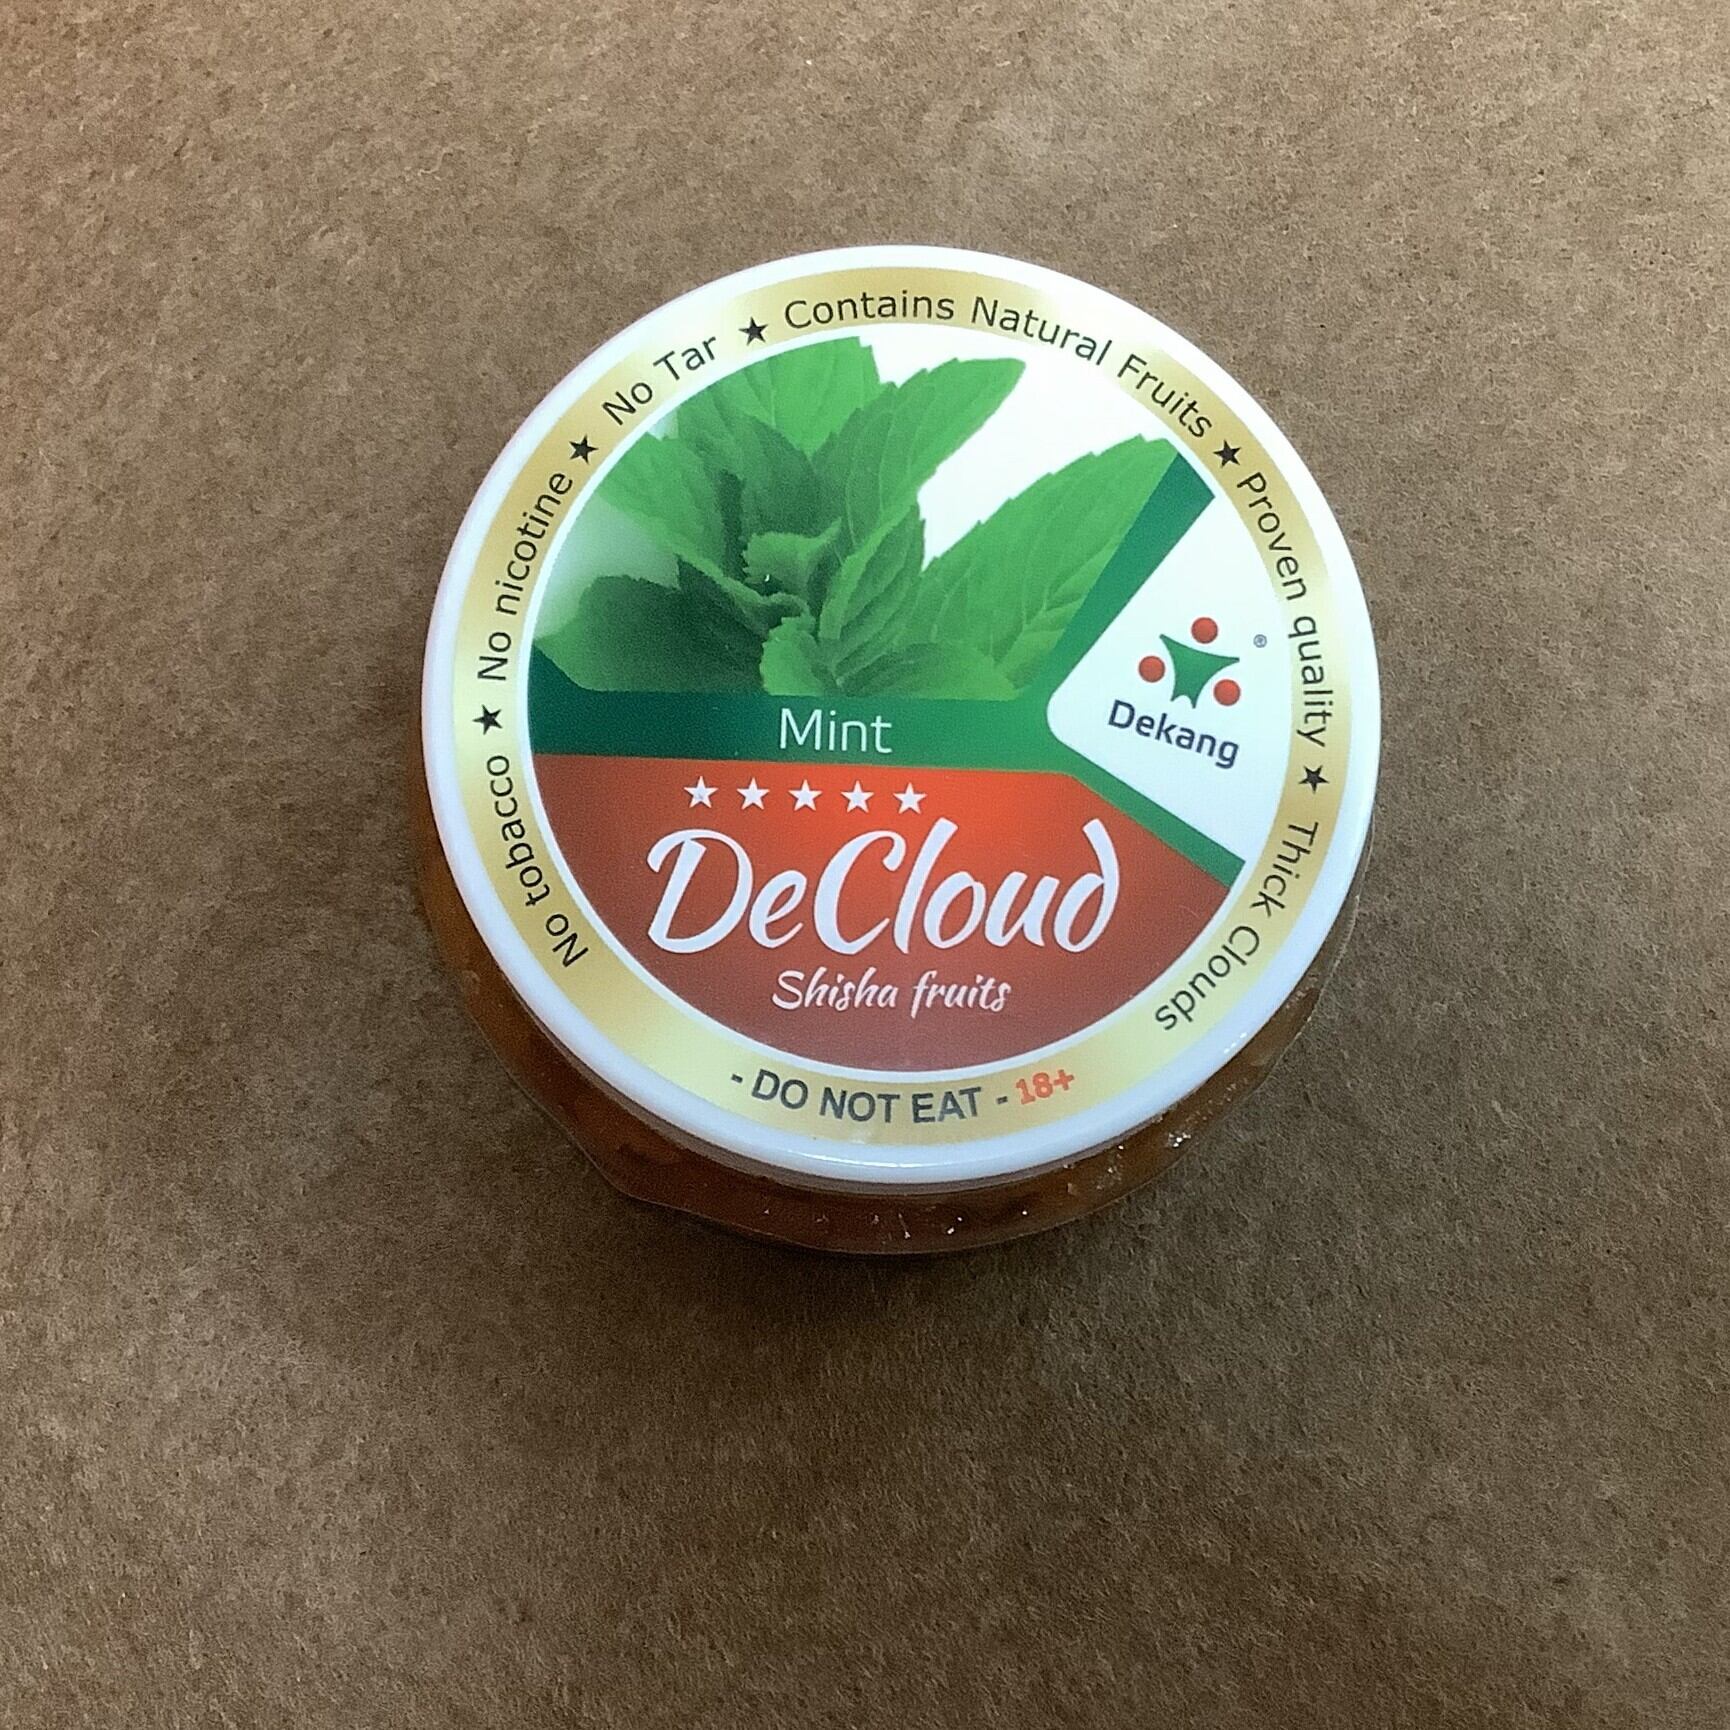 No tobacco ★ No nicotine ★ No Tar ★ Contains Natural Fruits ★ Proven quality ★ Thick Clouds
®
Dekang
Mint
DeCloud
Shisha fruits
- DO NOT EAT - 18+